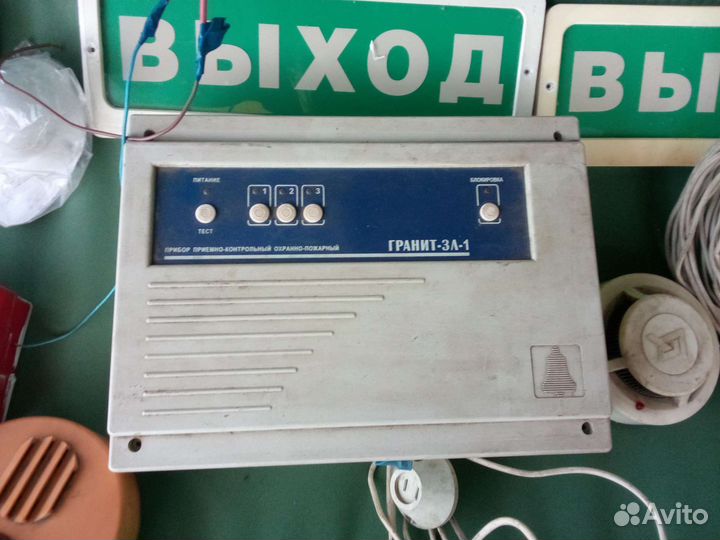 ВЫХОД
ВЫ
ПИТАНИЕ
1 2 3
БЛОКИРОВКА
ТЕСТ
ПРИБОР ПРИЕМНО-КОНТРОЛЬНЫЙ ОХРАННО-ПОЖАРНЫЙ
ГРАНИТ-3Л-1
Avito